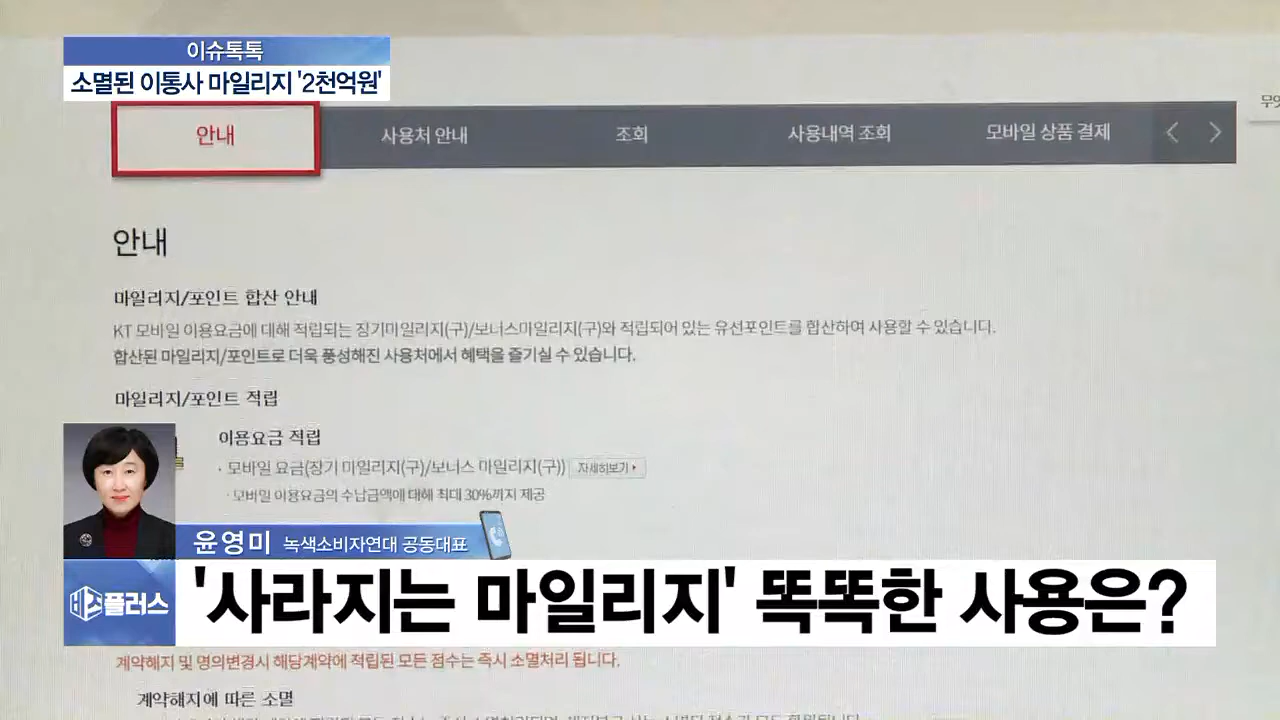 이슈톡톡
소멸된 이통사 마일리지 '2천억원'
안내 사용처 안내 조회 사용내역 조회 모바일 상품 결제
안내
마일리지/포인트 합산 안내
KT 모바일 이용요금에 대해 적립되는 장기마일리지(구)/보너스마일리지(구)와 적립되어 있는 유선포인트를 합산하여 사용할 수 있습니다.
합산된 마일리지/포인트로 더욱 풍성해진 사용처에서 혜택을 즐기실 수 있습니다.
마일리지/포인트 적립
이용요금 적립
· 모바일 요금(장기 마일리지(구)/보너스 마일리지(구)) 자세히보기
· 모바일 이용요금의 수납금액에 대해 최대 30%까지 제공
윤영미 녹색소비자연대 공동대표
비즈플러스
'사라지는 마일리지' 똑똑한 사용은?
계약해지 및 명의변경시 해당계약에 적립된 모든 점수는 즉시 소멸처리 됩니다.
계약해지에 따른 소멸